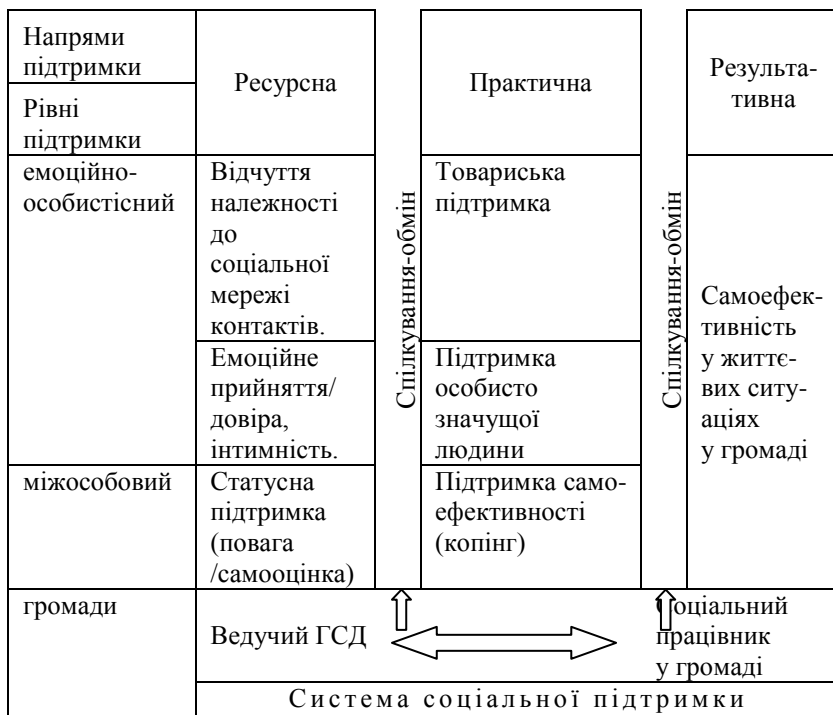 Напрями
підтримки
Рівні
підтримки
Ресурсна
Практична
Результа-
тивна
емоційно-
особистісний
Відчуття
належності
до
соціальної
мережі
контактів.
Емоційне
прийняття/
довіра,
інтимність.
Спілкування-обмін
Товариська
підтримка
Підтримка
особисто
значущої
людини
Спілкування-обмін
Самоефек-
тивність
у життє-
вих ситу-
аціях
у громаді
міжособовий
Статусна
підтримка
(повага
/самооцінка)
Підтримка само-
ефективності
(копінг)
громади
Ведучий ГСД
Соціальний
працівник
у громаді
Система соціальної підтримки